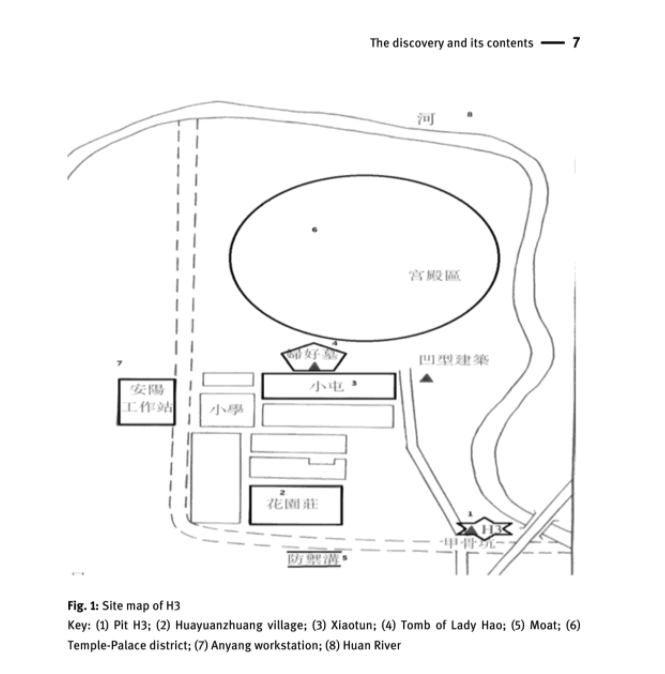 The discovery and its contents — 7
河 8
6
宮殿區
4
婦好墓
凹型建築
7
安陽
工作站
小屯 3
小學
2
花園莊
1
H3
甲骨坑
防禦溝 5
Fig. 1: Site map of H3
Key: (1) Pit H3; (2) Huayuanzhuang village; (3) Xiaotun; (4) Tomb of Lady Hao; (5) Moat; (6)
Temple-Palace district; (7) Anyang workstation; (8) Huan River